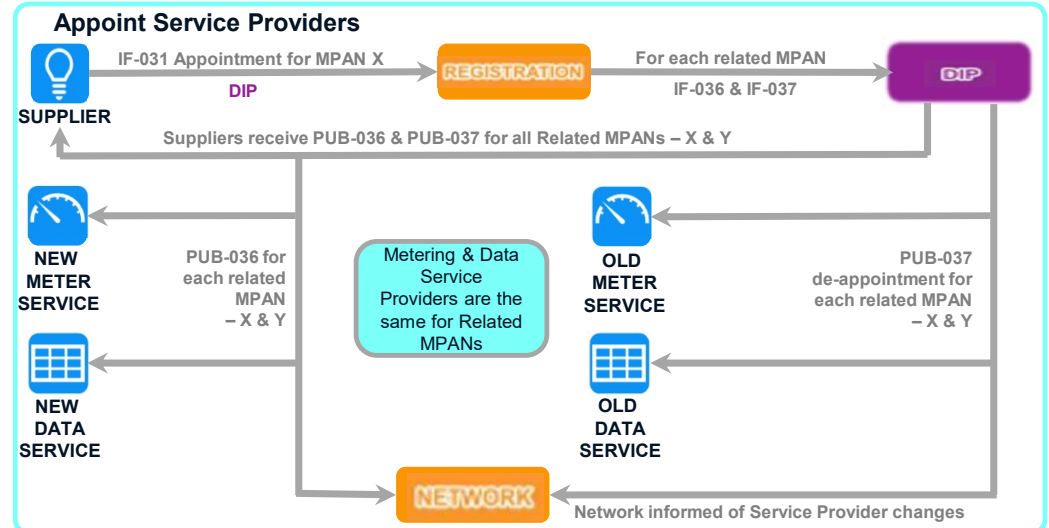 Appoint Service Providers
IF-031 Appointment for MPAN X
DIP
SUPPLIER
REGISTRATION
For each related MPAN
IF-036 & IF-037
DIP
Suppliers receive PUB-036 & PUB-037 for all Related MPANs – X & Y
NEW
METER
SERVICE
PUB-036 for
each related
MPAN
– X & Y
Metering & Data
Service
Providers are the
same for Related
MPANs
OLD
METER
SERVICE
PUB-037
de-appointment for
each related MPAN
– X & Y
NEW
DATA
SERVICE
OLD
DATA
SERVICE
NETWORK
Network informed of Service Provider changes